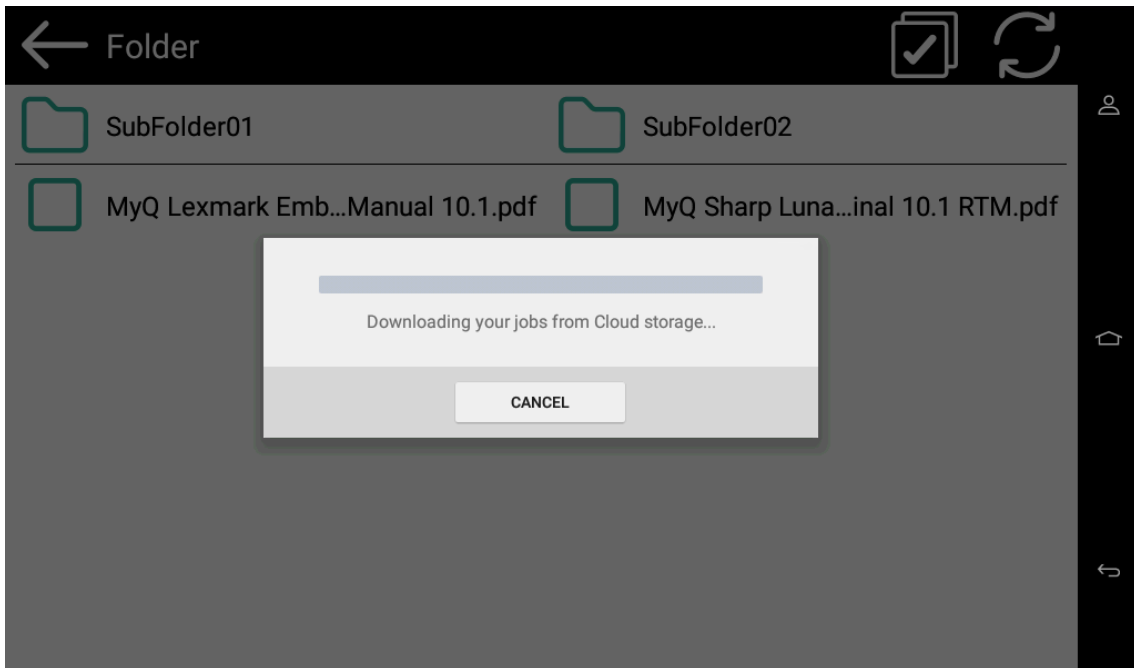 Folder
SubFolder01 SubFolder02
MyQ Lexmark Emb...Manual 10.1.pdf MyQ Sharp Luna...inal 10.1 RTM.pdf
Downloading your jobs from Cloud storage...
CANCEL